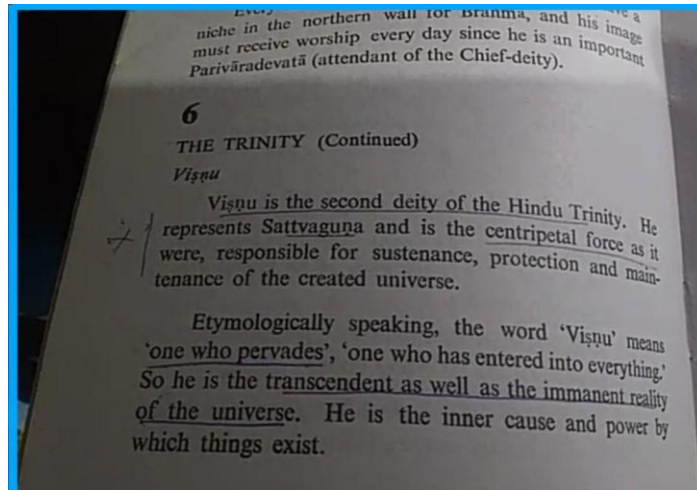 niche in the northern wall for Brahmā, and his image
must receive worship every day since he is an important
Parivāradevatā (attendant of the Chief-deity).
6
THE TRINITY (Continued)
Viṣṇu
Viṣṇu is the second deity of the Hindu Trinity. He
represents Sattvaguṇa and is the centripetal force as it
were, responsible for sustenance, protection and main-
tenance of the created universe.
Etymologically speaking, the word ‘Viṣṇu’ means
‘one who pervades’, ‘one who has entered into everything.’
So he is the transcendent as well as the immanent reality
of the universe. He is the inner cause and power by
which things exist.